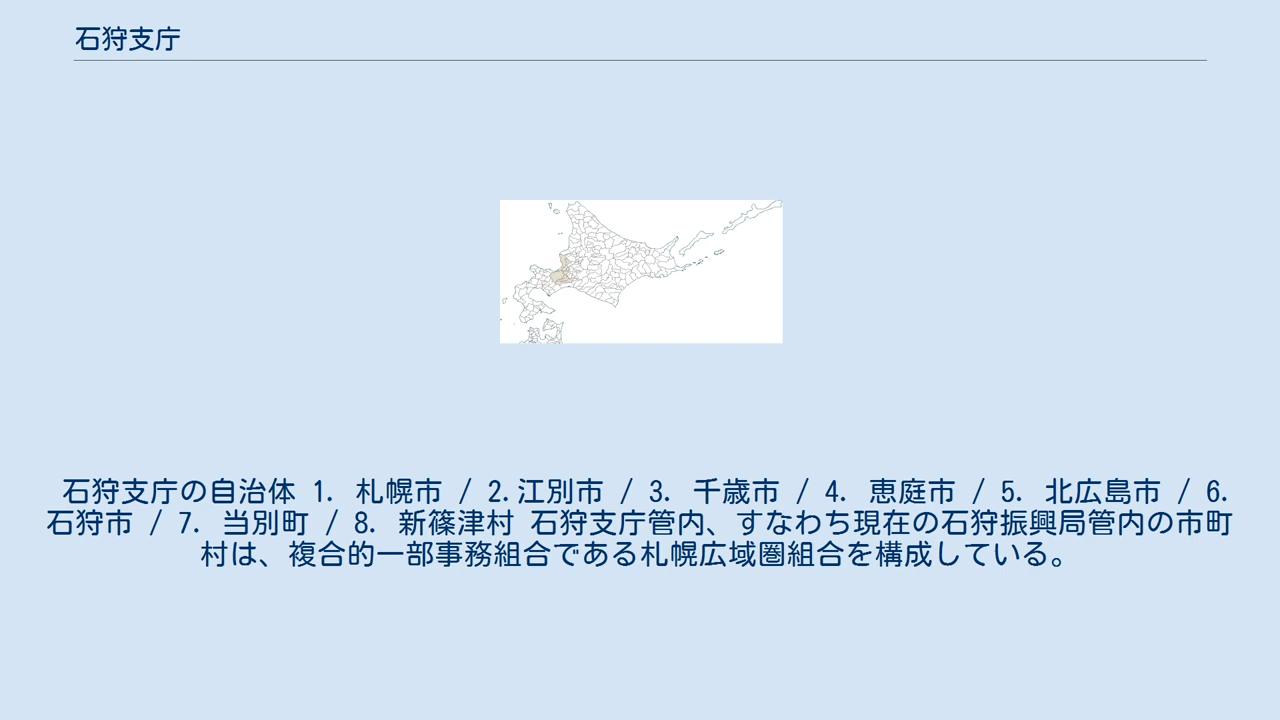 石狩支庁
石狩支庁の自治体 1. 札幌市 / 2.江別市 / 3. 千歳市 / 4. 恵庭市 / 5. 北広島市 / 6.
石狩市 / 7. 当別町 / 8. 新篠津村 石狩支庁管内、すなわち現在の石狩振興局管内の市町
村は、複合的一部事務組合である札幌広域圏組合を構成している。